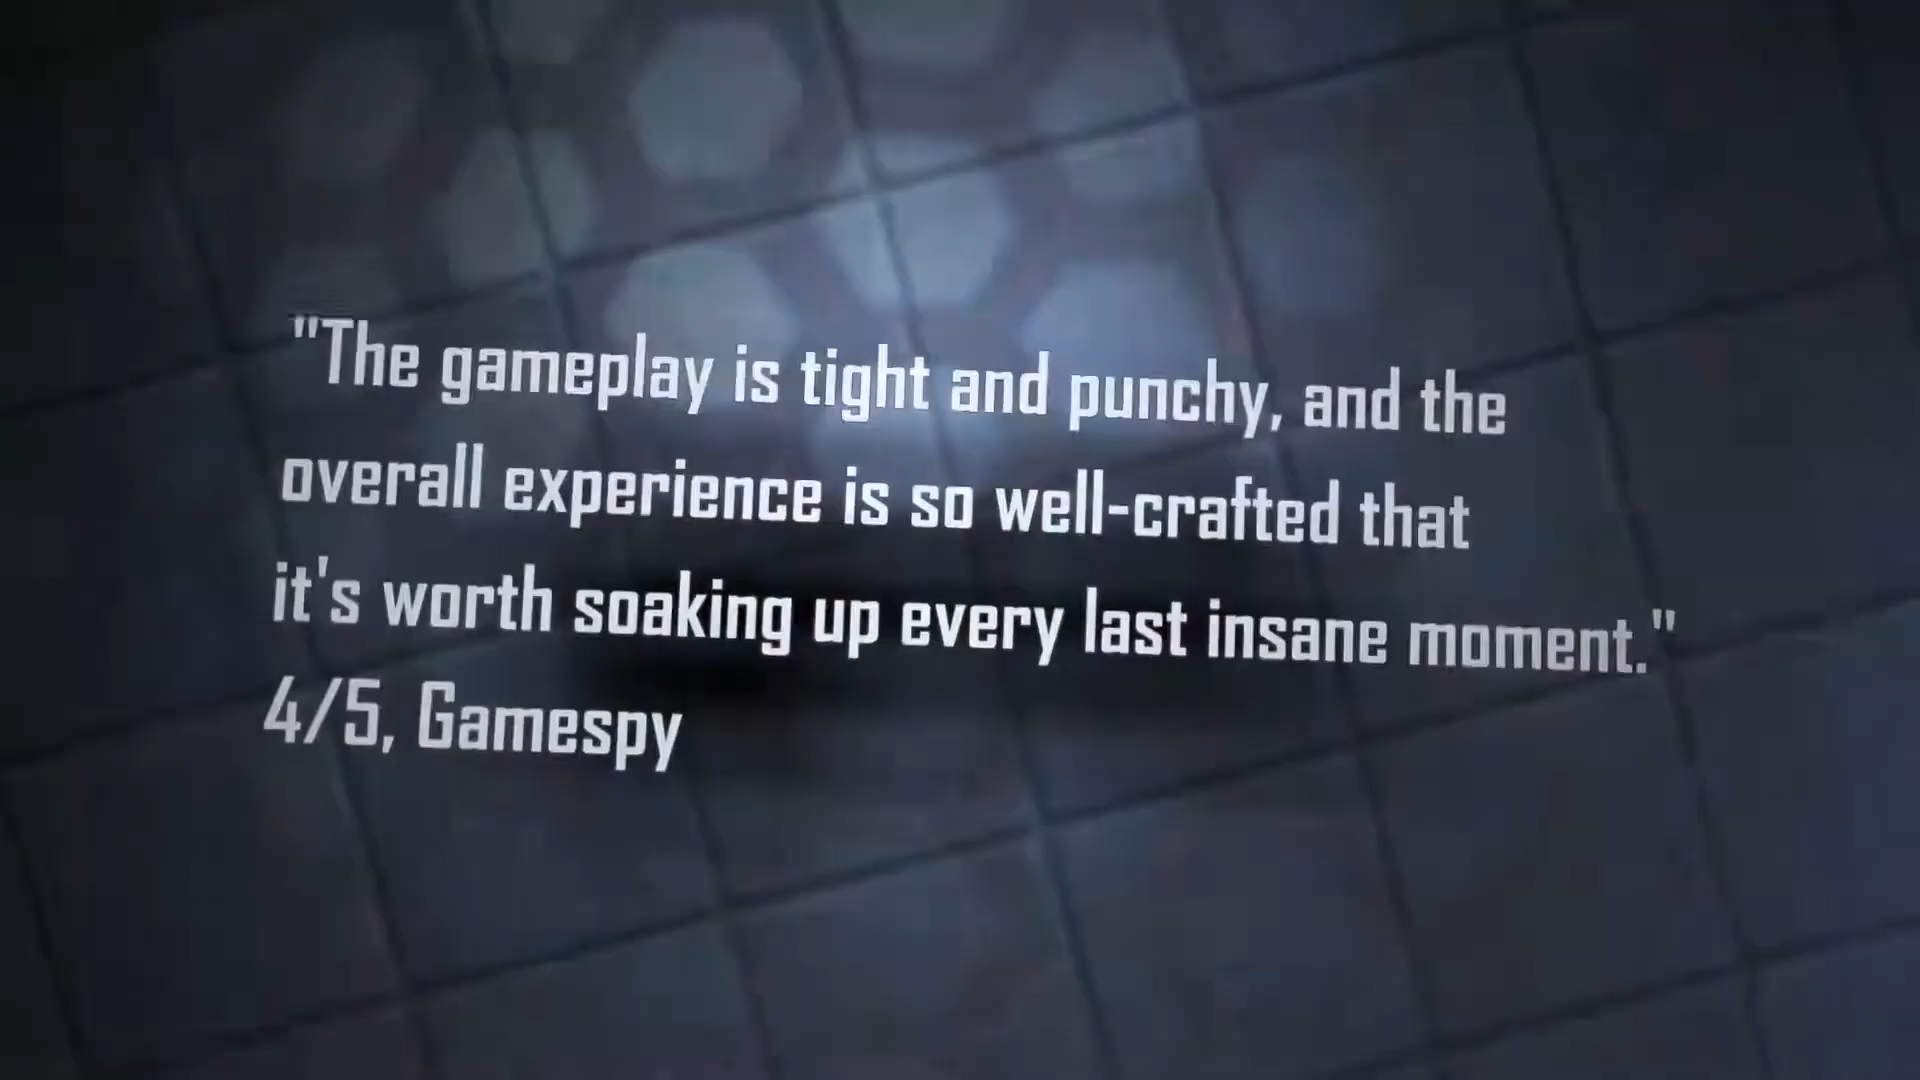 "The gameplay is tight and punchy, and the
overall experience is so well-crafted that
it's worth soaking up every last insane moment."
4/5, Gamespy